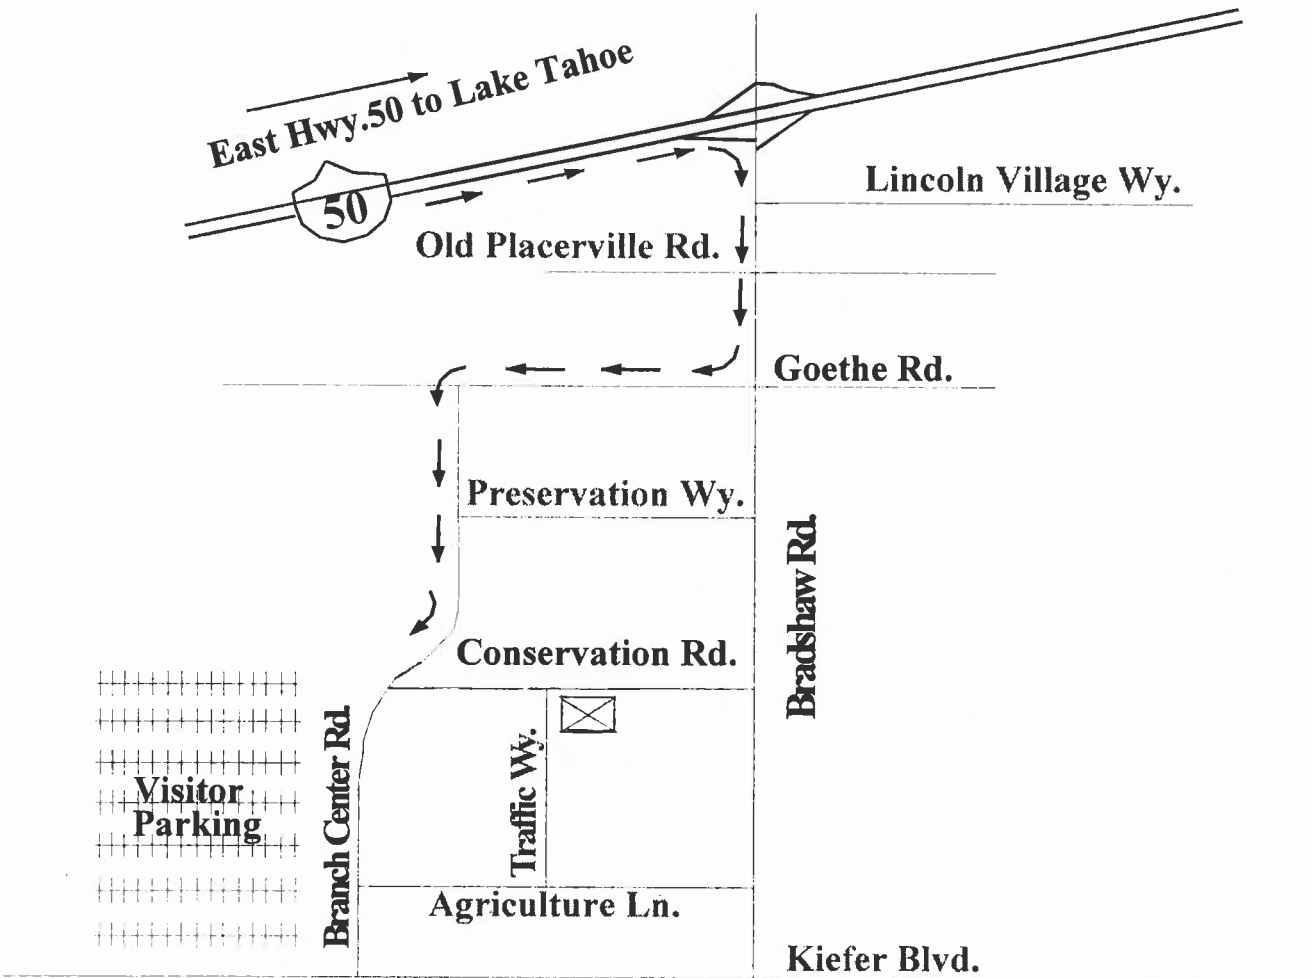 East Hwy.50 to Lake Tahoe
50
Lincoln Village Wy.
Old Placerville Rd.
Goethe Rd.
Preservation Wy.
Bradshaw Rd.
Conservation Rd.
Branch Center Rd.
Traffic Wy.
Visitor
Parking
Agriculture Ln.
Kiefer Blvd.